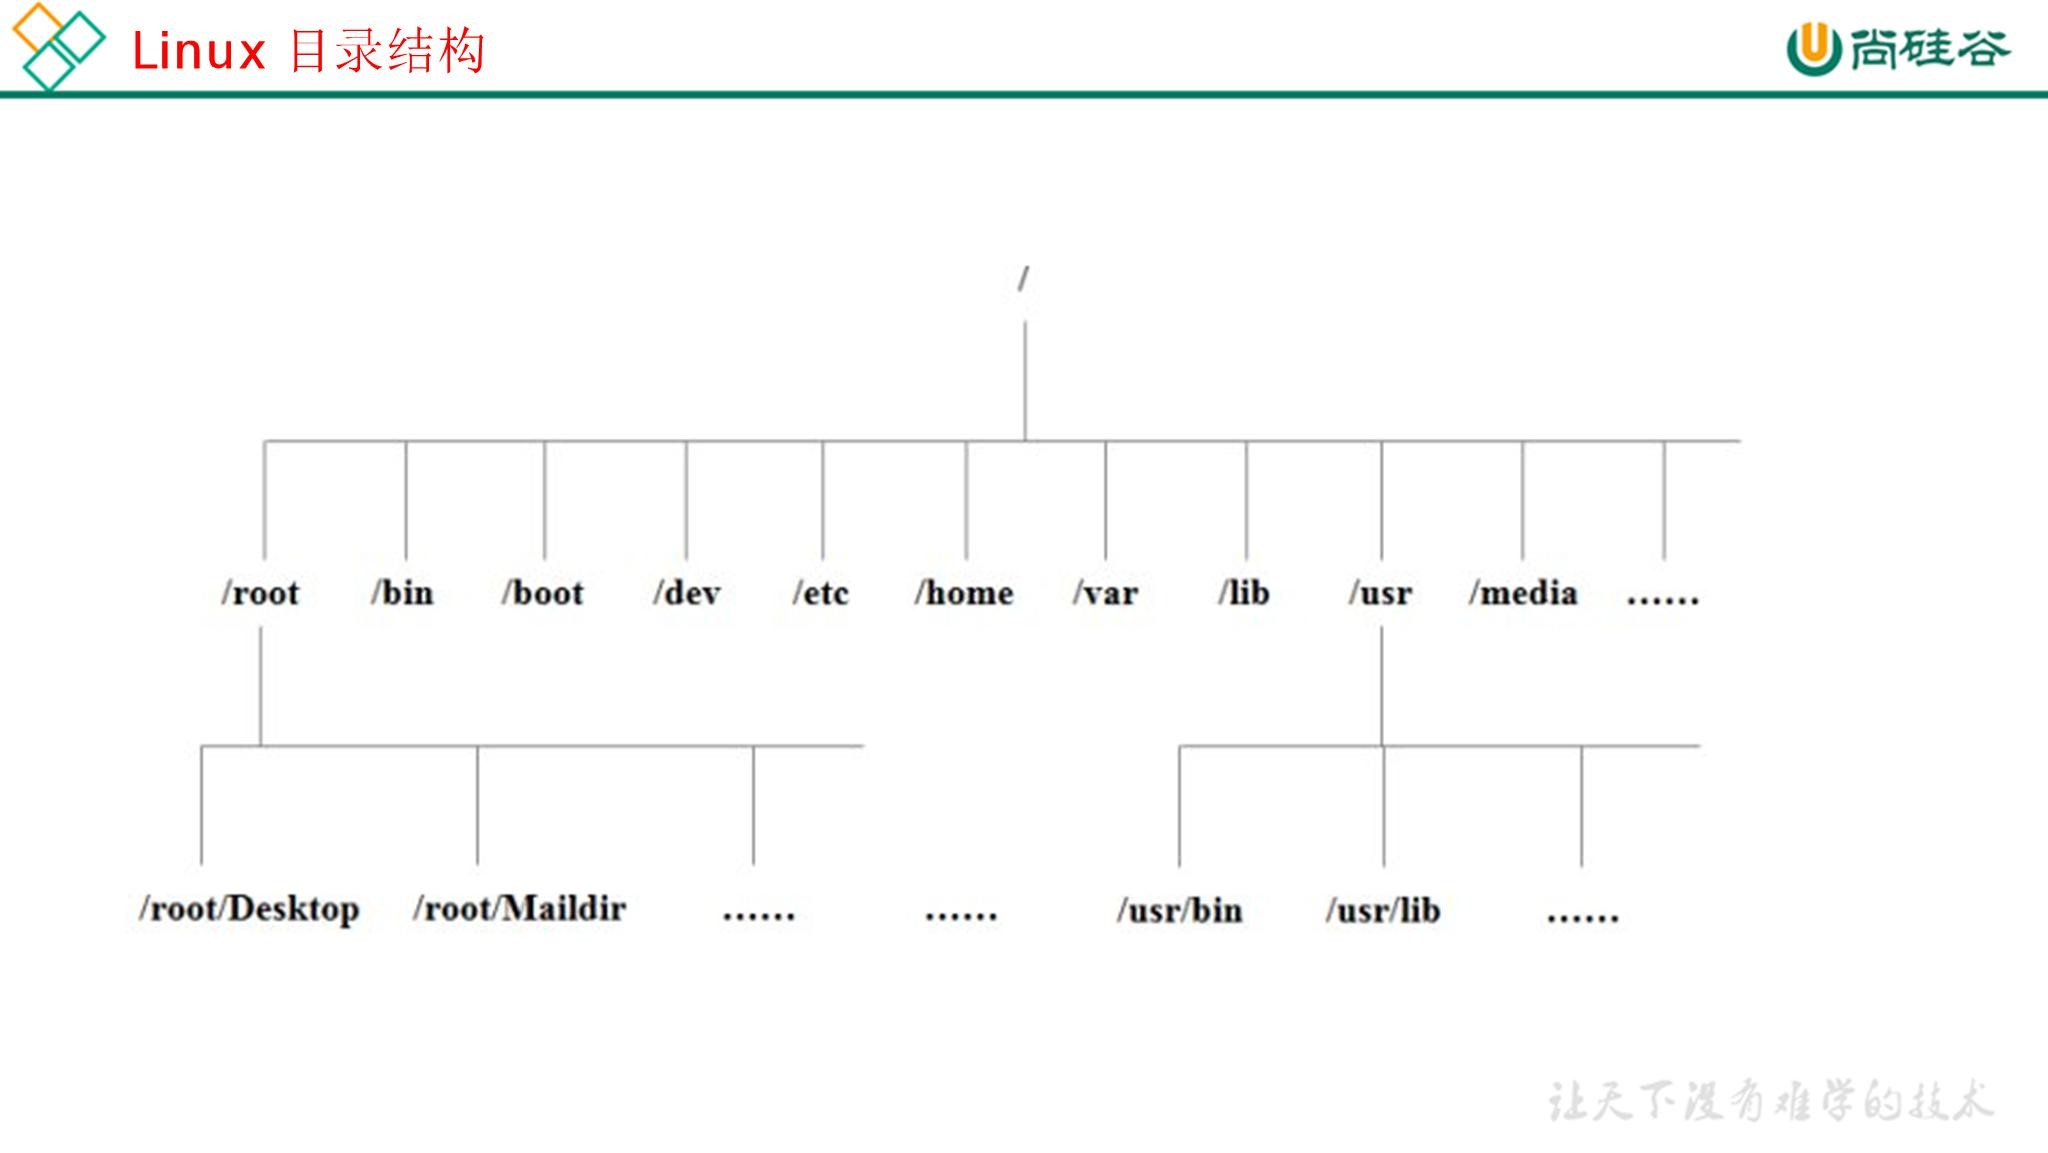 Linux 目录结构
尚硅谷
/
/root /bin /boot /dev /etc /home /var /lib /usr /media ……
/root/Desktop /root/Maildir …… …… /usr/bin /usr/lib ……
让天下没有难学的技术